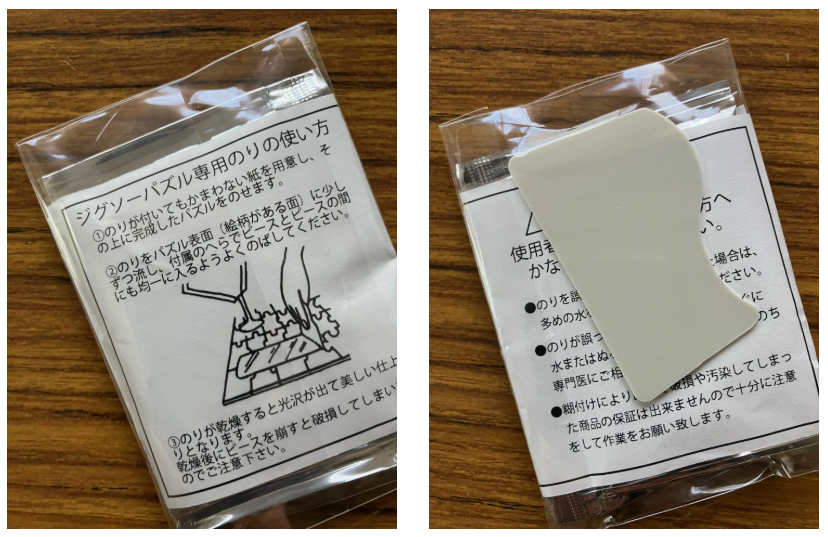 ジグソーパズル専用のりの使い方
①のりが付いてもかまわない紙を用意し、そ
の上に完成したパズルをのせます。
②のりをパズル表面（絵柄がある面）に少し
ずつ流し、付属のへらでピースとピースの間
にも均一に入るようよくのばしてください。
③のりが乾燥すると光沢が出て美しい仕上
りとなります。
乾燥後にピースを崩すと破損してしまい
のでご注意下さい。
方へ
使用者
い。
かな
●のりを誤
場合は、
多めの水
ださい。
●のりが誤っ
ぐに
水またはぬ
のち
専門医にご相
●糊付けにより
破損や汚染してしまっ
た商品の保証は出来ませんので十分に注意
をして作業をお願い致します。